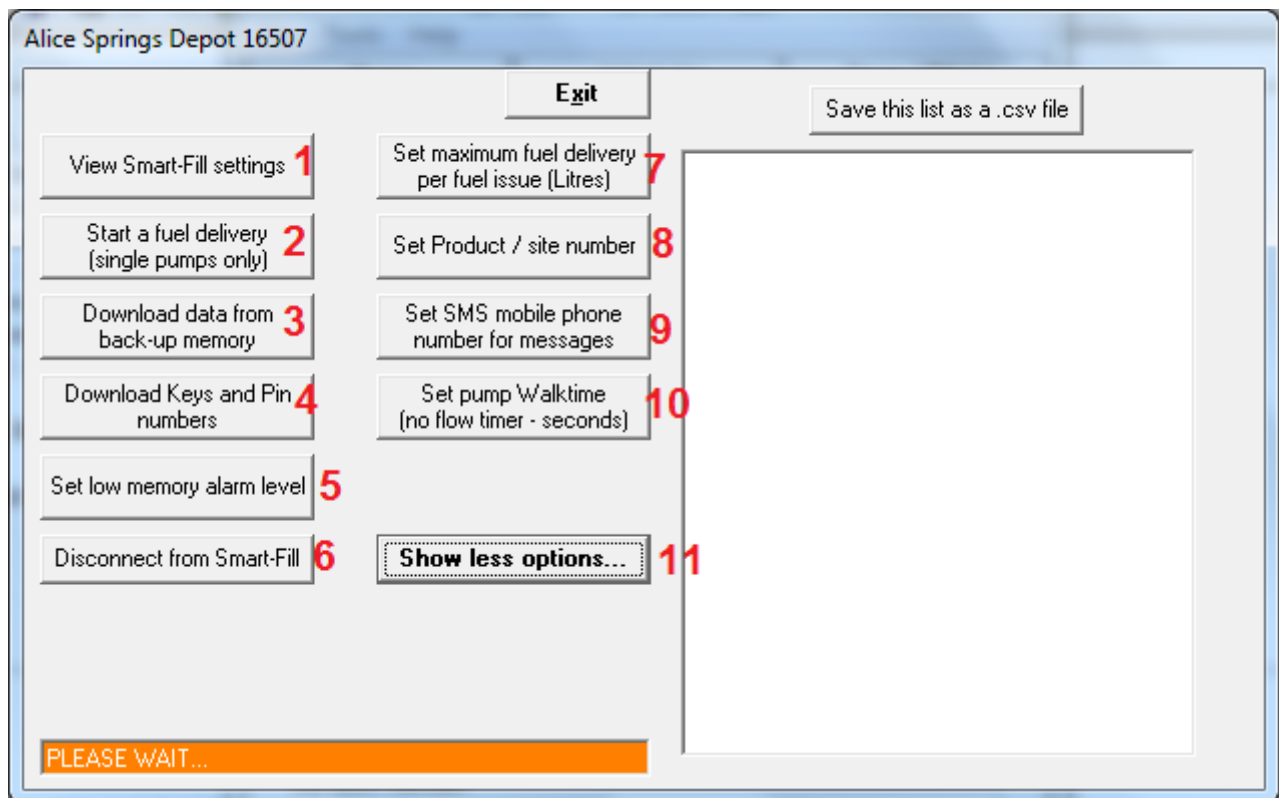 Alice Springs Depot 16507
Exit
Save this list as a .csv file
View Smart-Fill settings 1
Start a fuel delivery
(single pumps only) 2
Download data from
back-up memory 3
Download Keys and Pin
numbers 4
Set low memory alarm level 5
Disconnect from Smart-Fill 6
Set maximum fuel delivery
per fuel issue (Litres) 7
Set Product / site number 8
Set SMS mobile phone
number for messages 9
Set pump Walktime
(no flow timer - seconds) 10
Show less options... 11
PLEASE WAIT...